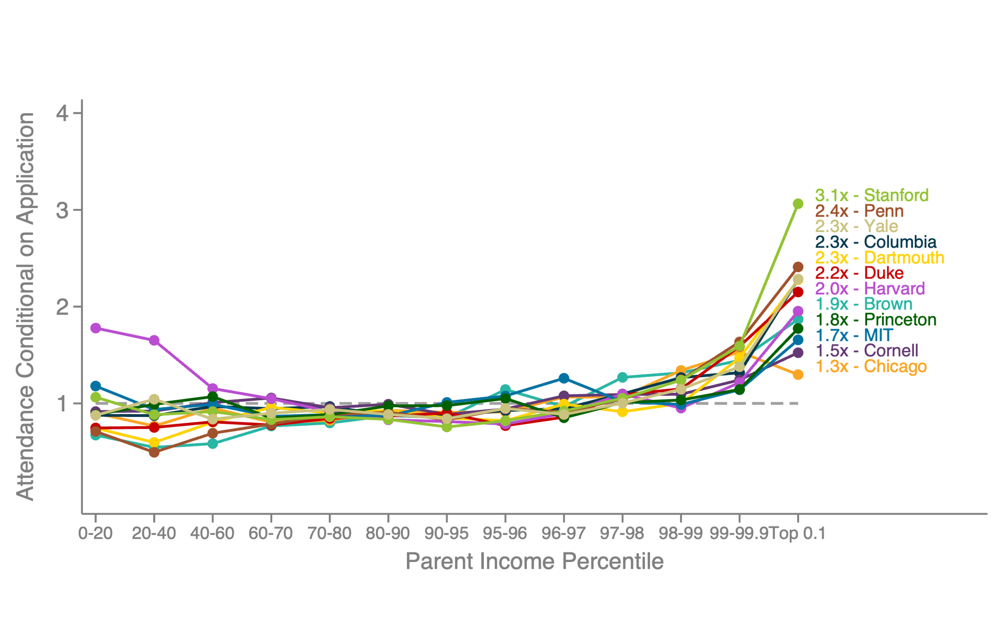 Attendance Conditional on Application
4
3
2
1
3.1x - Stanford
2.4x - Penn
2.3x - Yale
2.3x - Columbia
2.3x - Dartmouth
2.2x - Duke
2.0x - Harvard
1.9x - Brown
1.8x - Princeton
1.7x - MIT
1.5x - Cornell
1.3x - Chicago
0-20 20-40 40-60 60-70 70-80 80-90 90-95 95-96 96-97 97-98 98-99 99-99.9 Top 0.1
Parent Income Percentile